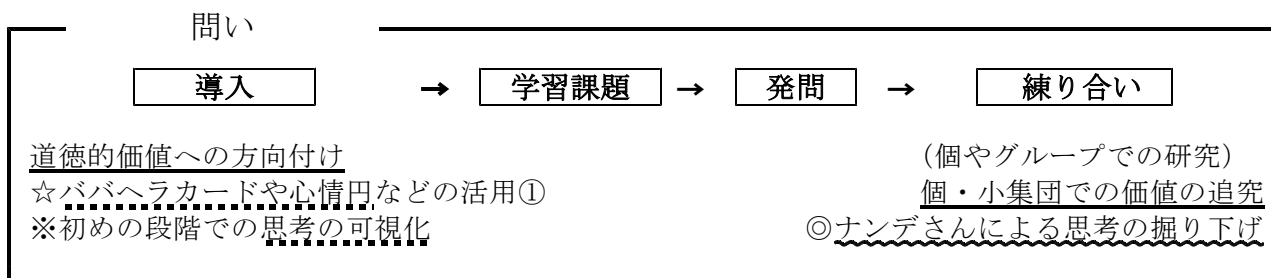 問い
導入 → 学習課題 → 発問 → 練り合い
道徳的価値への方向付け (個やグループでの研究)
☆ババヘラカードや心情円などの活用① 個・小集団での価値の追究
※初めの段階での思考の可視化 ◎ナンデさんによる思考の掘り下げ